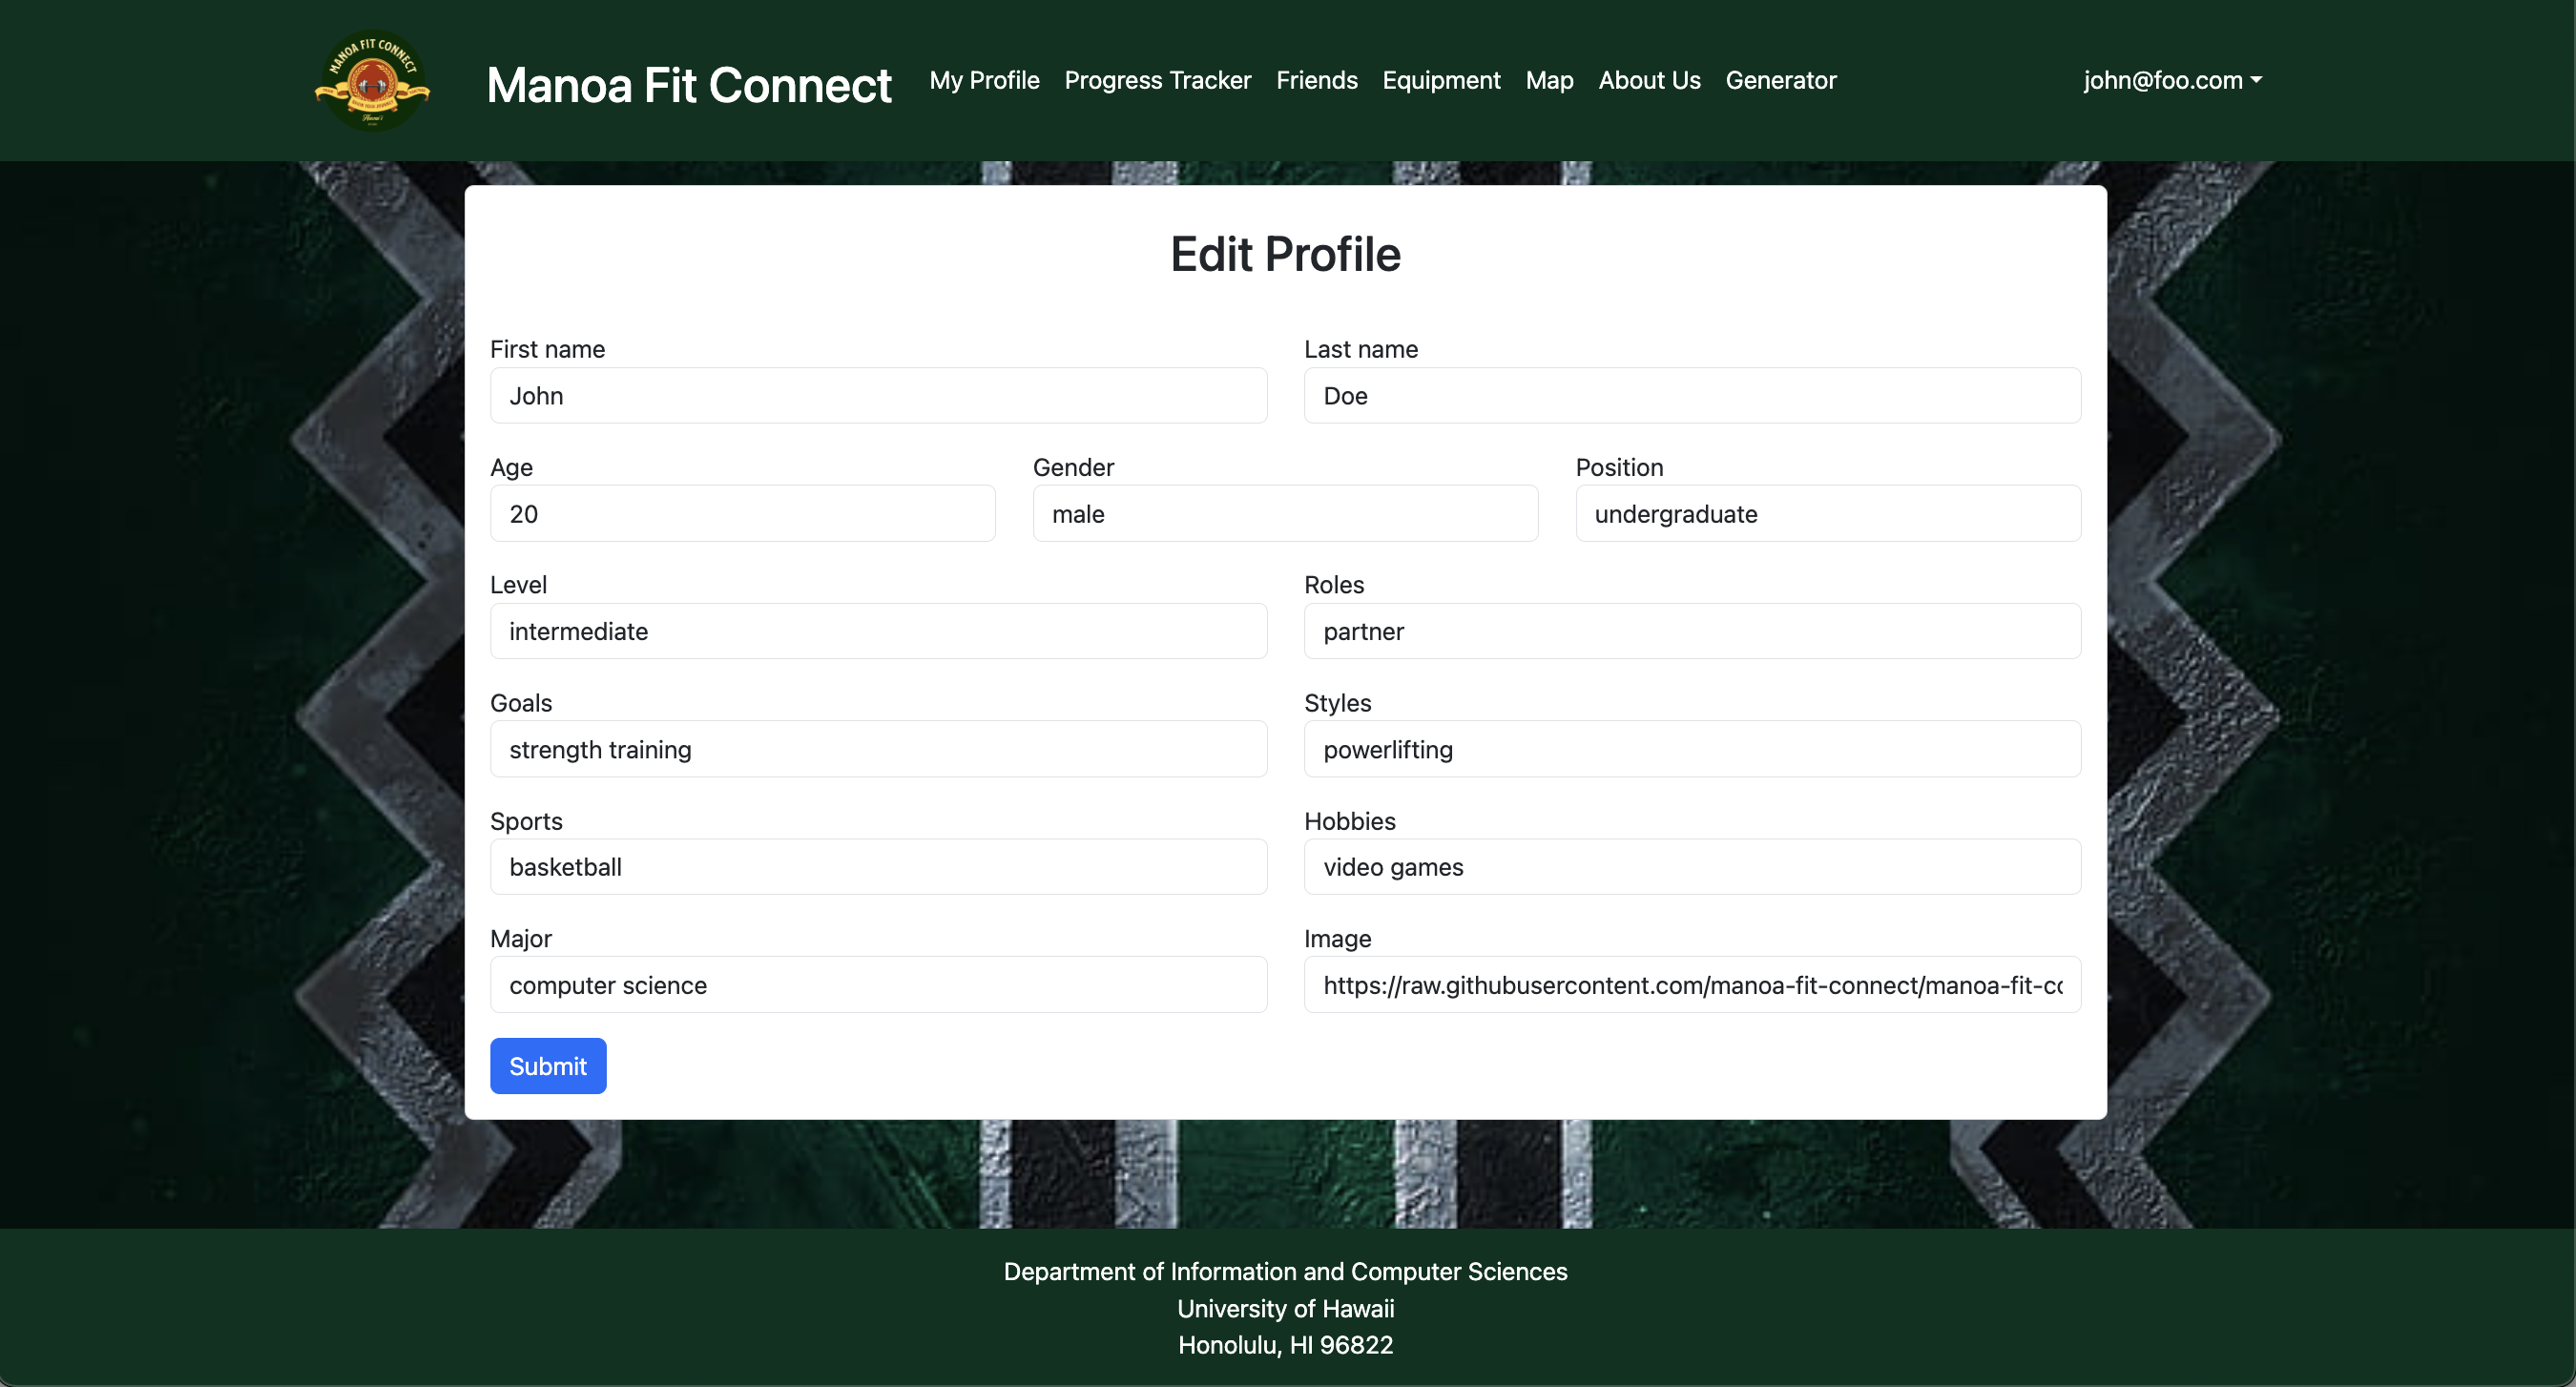 MANOA FIT CONNECT
Manoa Fit Connect
My Profile
Progress Tracker
Friends
Equipment
Map
About Us
Generator
john@foo.com
Edit Profile
First name
Last name
John
Doe
Age
Gender
Position
20
male
undergraduate
Level
Roles
intermediate
partner
Goals
Styles
strength training
powerlifting
Sports
Hobbies
basketball
video games
Major
Image
computer science
https://raw.githubusercontent.com/manoa-fit-connect/manoa-fit-cc
Submit
Department of Information and Computer Sciences
University of Hawaii
Honolulu, HI 96822